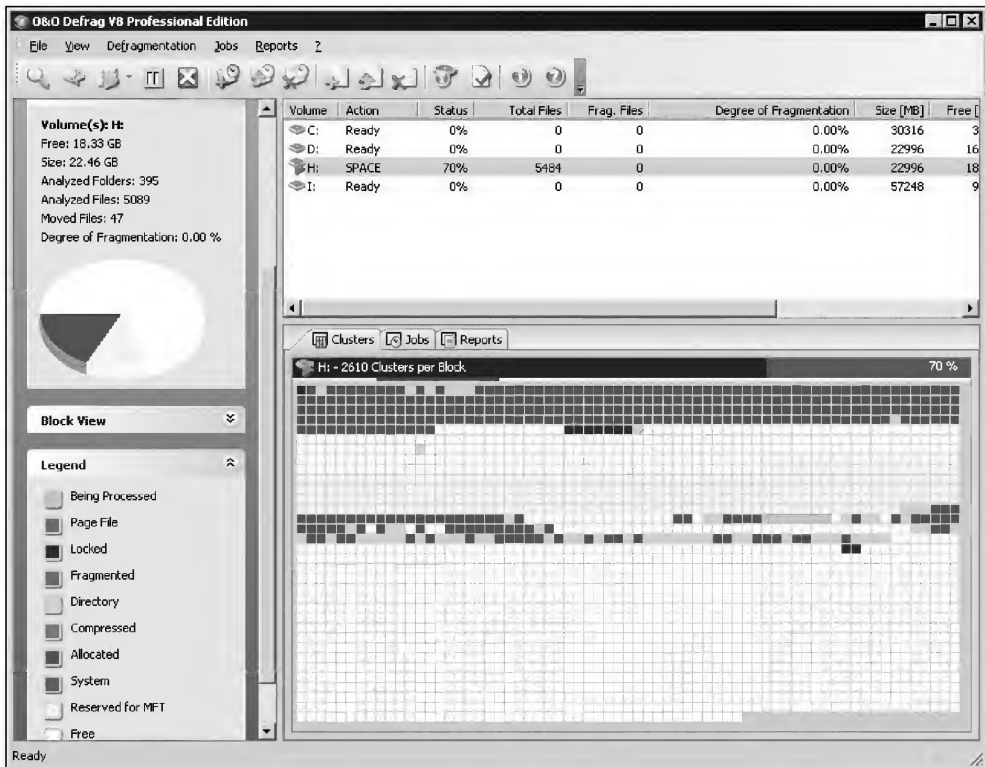 O&O Defrag V8 Professional Edition
File View Defragmentation Jobs Reports ?
Volume(s): H:
Free: 18.33 GB
Size: 22.46 GB
Analyzed Folders: 395
Analyzed Files: 5089
Moved Files: 47
Degree of Fragmentation: 0.00 %
Block View
Legend
Being Processed
Page File
Locked
Fragmented
Directory
Compressed
Allocated
System
Reserved for MFT
Free
Volume Action Status Total Files Frag. Files Degree of Fragmentation Size [MB] Free [
C: Ready 0% 0 0 0.00% 30316 3
D: Ready 0% 0 0 0.00% 22996 16
H: SPACE 70% 5484 0 0.00% 22996 18
I: Ready 0% 0 0 0.00% 57248 9
Clusters Jobs Reports
H: - 2610 Clusters per Block 70 %
Ready